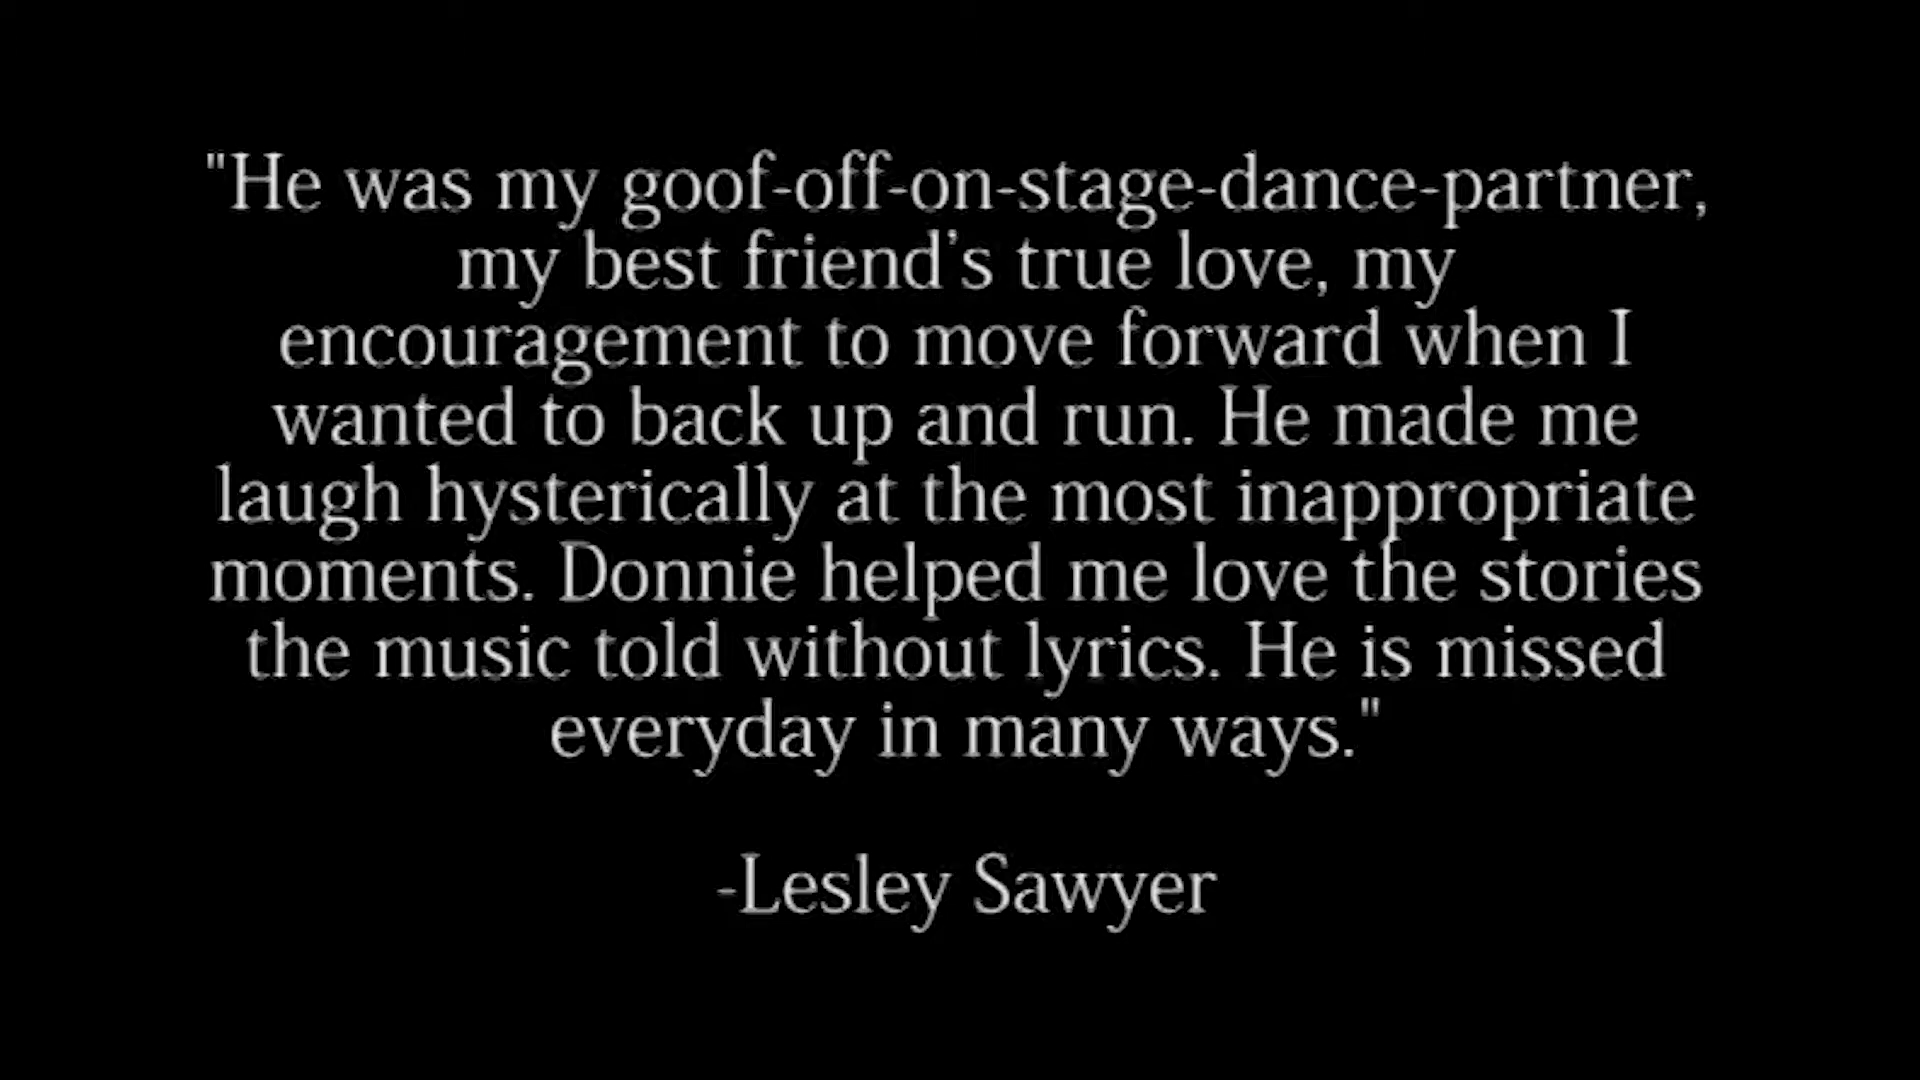 "He was my goof-off-on-stage-dance-partner,
my best friend's true love, my
encouragement to move forward when I
wanted to back up and run. He made me
laugh hysterically at the most inappropriate
moments. Donnie helped me love the stories
the music told without lyrics. He is missed
everyday in many ways."
-Lesley Sawyer